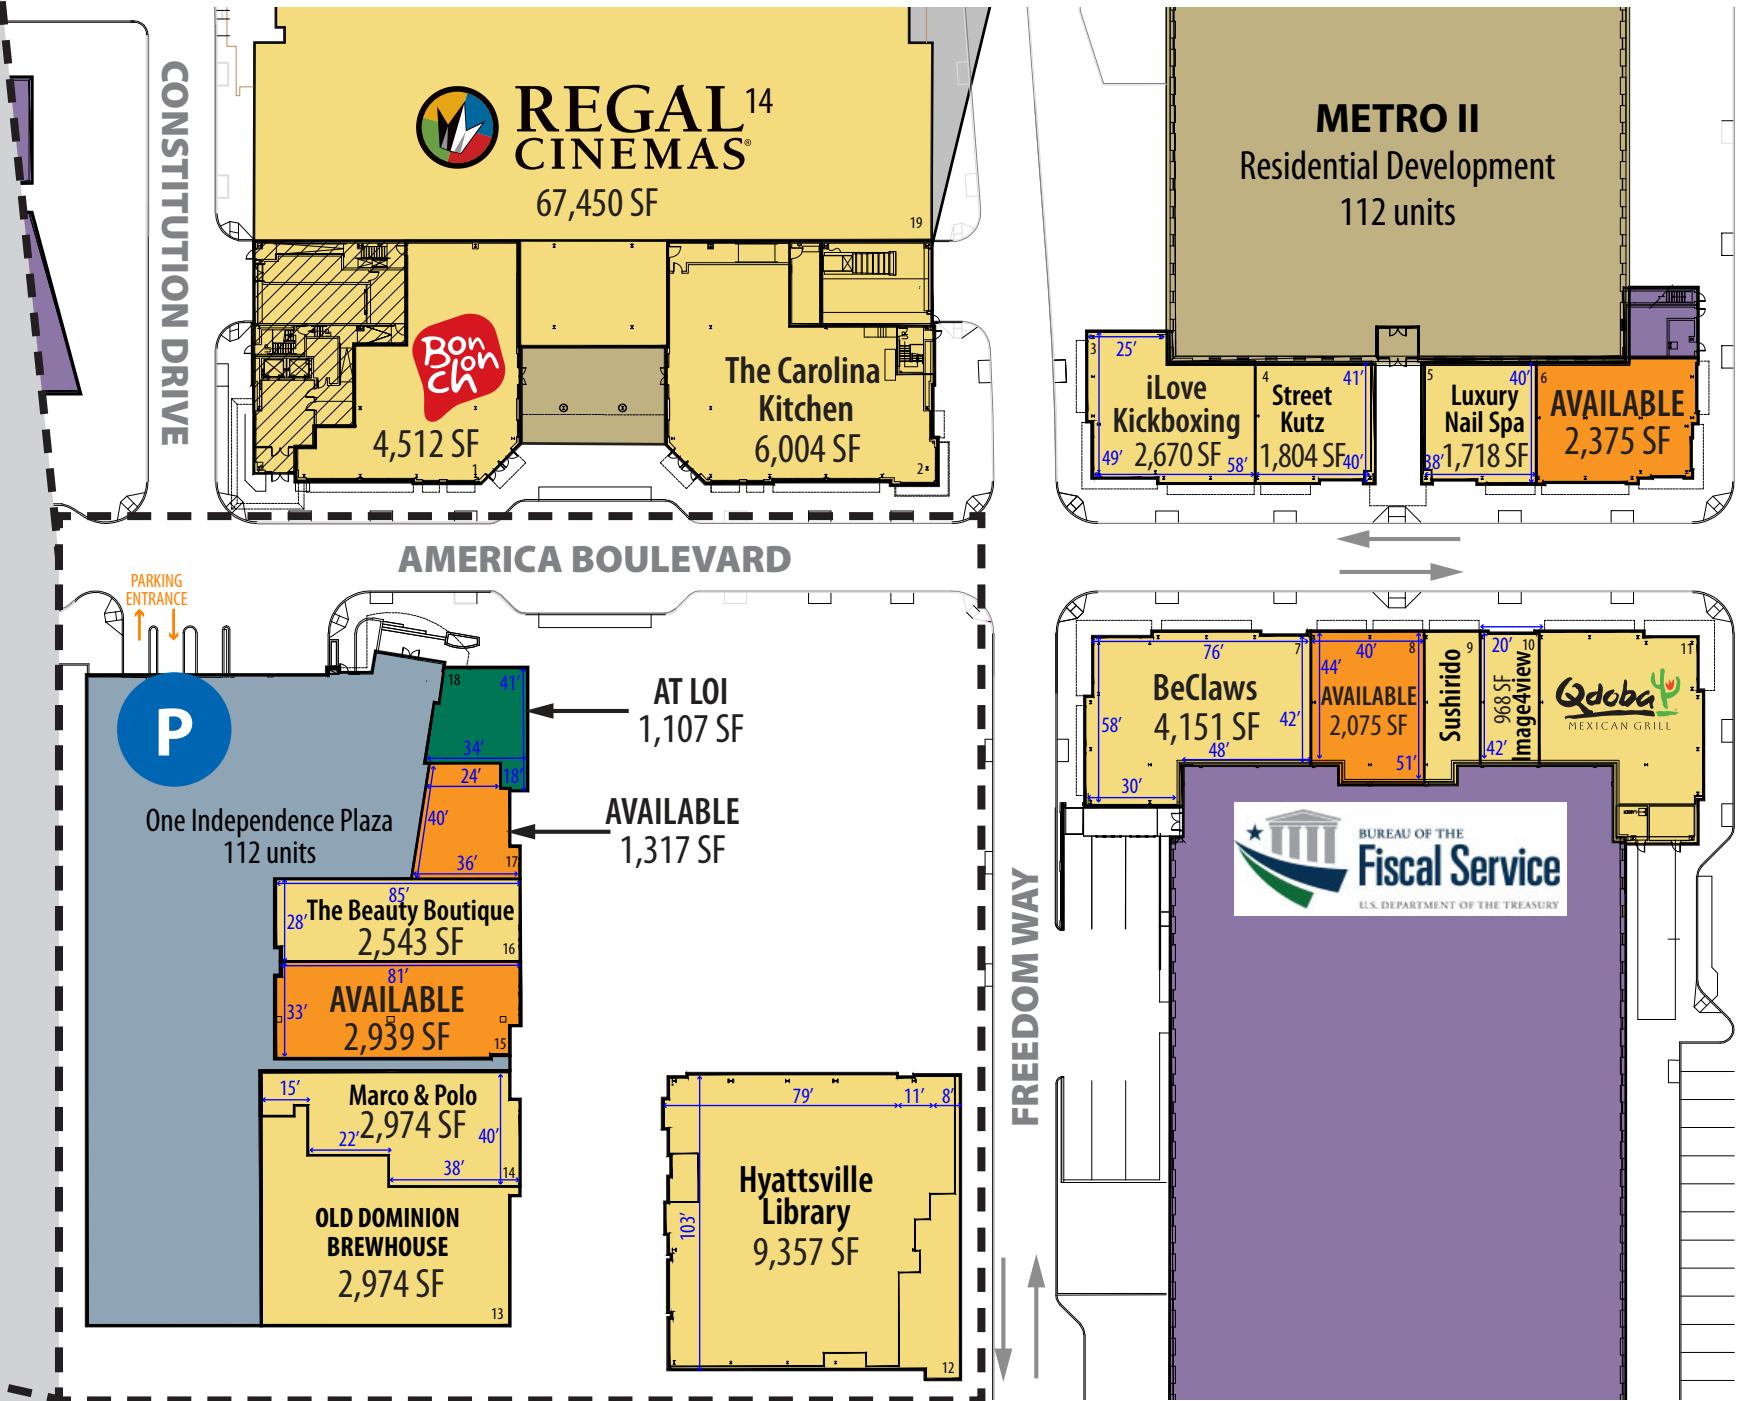 CONSTITUTION DRIVE
REGAL
CINEMAS®
14
67,450 SF
19
METRO II
Residential Development
112 units
BonChon
4,512 SF
1
The Carolina
Kitchen
6,004 SF
2
3
25'
iLove
Kickboxing
49'
2,670 SF
58'
4
41'
Street
Kutz
1,804 SF
40'
5
40'
Luxury
Nail Spa
38'
1,718 SF
6
AVAILABLE
2,375 SF
AMERICA BOULEVARD
PARKING
ENTRANCE
P
One Independence Plaza
112 units
18
41'
34'
18'
AT LOI
1,107 SF
24'
40'
36'
17
AVAILABLE
1,317 SF
85'
28'
The Beauty Boutique
2,543 SF
16
81'
33'
AVAILABLE
2,939 SF
15
15'
Marco & Polo
2,974 SF
22'
40'
38'
14
OLD DOMINION
BREWHOUSE
2,974 SF
13
79'
11'
8'
103'
Hyattsville
Library
9,357 SF
12
FREEDOM WAY
76'
7
58'
BeClaws
4,151 SF
42'
48'
30'
40'
8
44'
AVAILABLE
2,075 SF
51'
9
Sushirido
20'
10
968 SF
Image4view
42'
11
Qdoba
MEXICAN GRILL
BUREAU OF THE
Fiscal Service
U.S. DEPARTMENT OF THE TREASURY